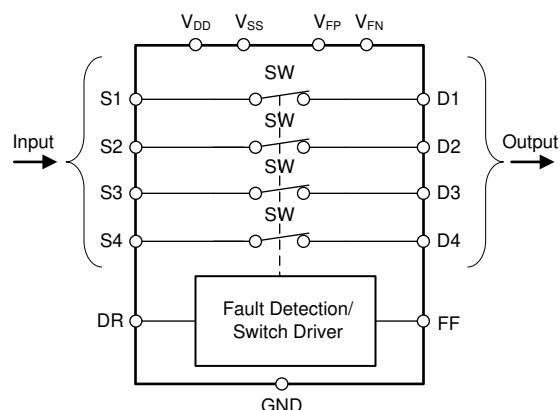 VDD VSS VFP VFN
SW
S1 D1
SW
Input S2 D2 Output
SW
S3 D3
SW
S4 D4
Fault Detection/
DR FF
Switch Driver
GND